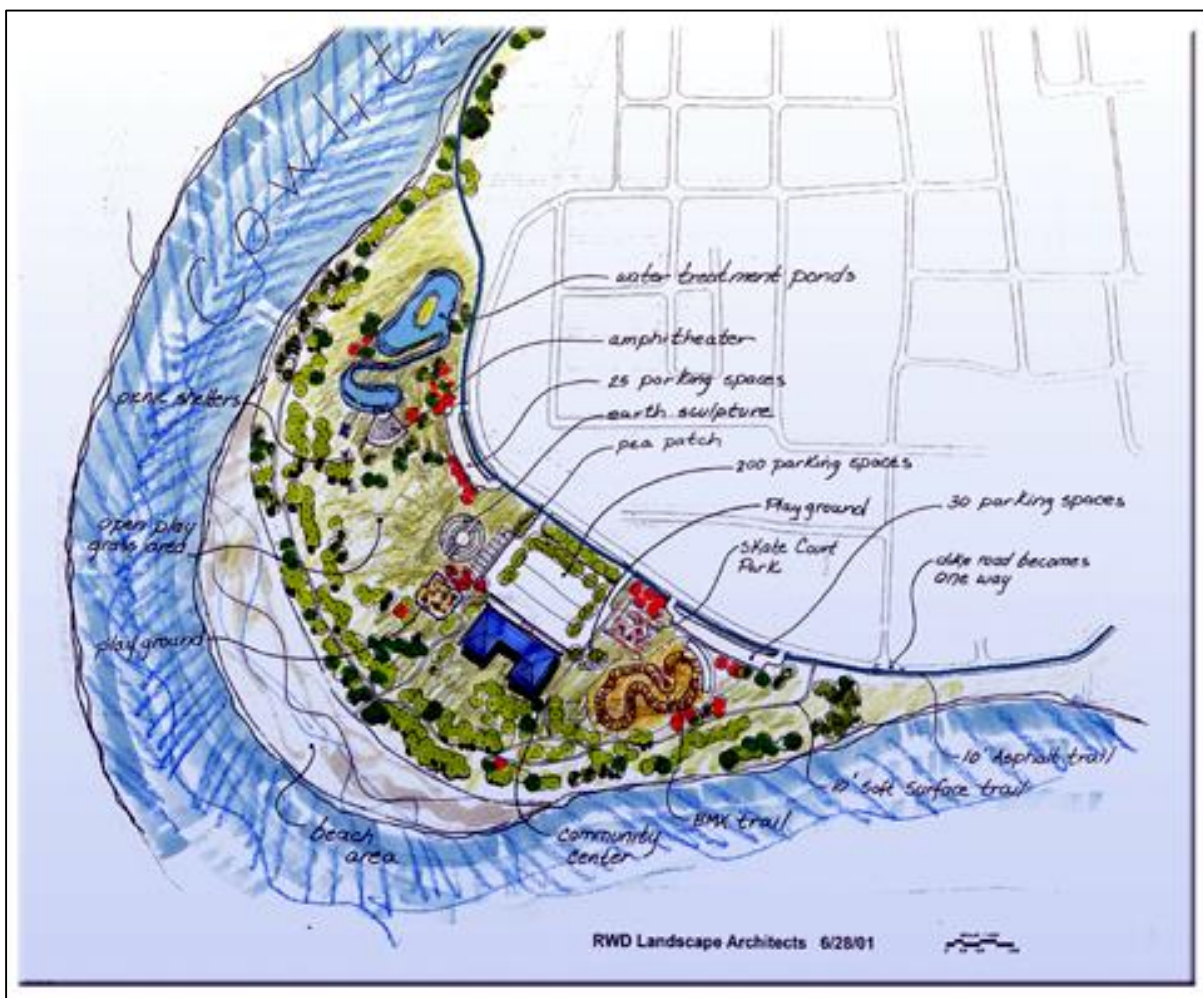 Cowlitz
water treatment ponds
amphitheater
25 parking spaces
earth sculpture
pea patch
200 parking spaces
Playground
30 parking spaces
Skate Court
Park
dike road becomes
one way
picnic shelters
open play
grass area
play ground
beach
area
community
center
BMX trail
10' Soft Surface trail
10' Asphalt trail
RWD Landscape Architects 6/28/01